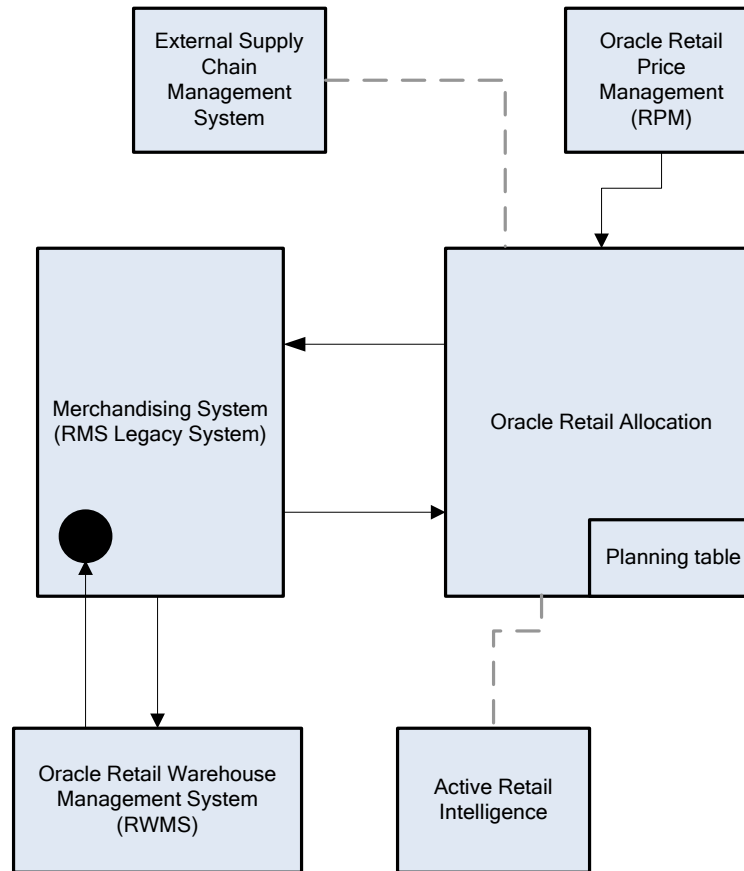 External Supply
Chain
Management
System
Oracle Retail
Price
Management
(RPM)
Merchandising System
(RMS Legacy System)
Oracle Retail Allocation
Planning table
Oracle Retail Warehouse
Management System
(RWMS)
Active Retail
Intelligence